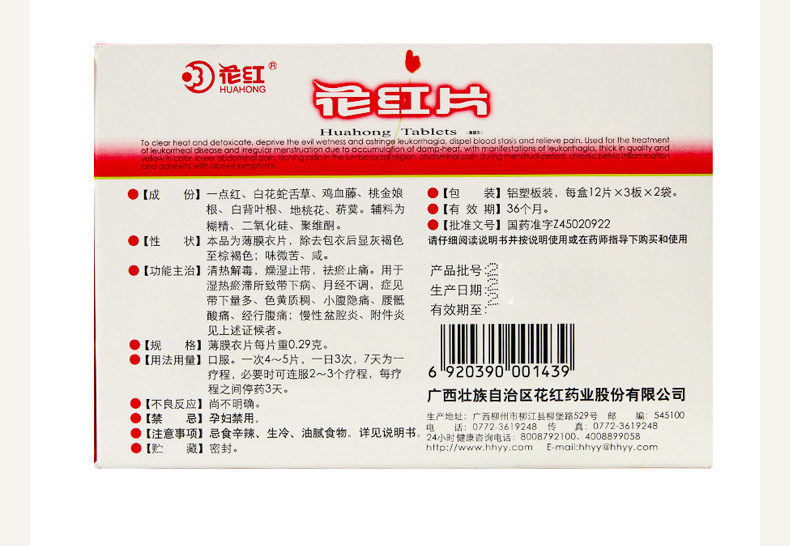 花红®
HUAHONG
花红片
Huahong Tablets
To clear heat and detoxicate, deprive the evil wetness and astringe leukorrhagia, dispel blood stasis and relieve pain. Used for the treatment
of leukorrheal disease and irregular menstruation due to accumulation of damp-heat, with manifestations of leukorrhagia, thick in quality and
yellow in color, lower abdominal pain, aching pain in the lumbosacral region, abdominal pain during menstrual period; chronic pelvic inflammation
and adnexitis with above symptoms.
●【成 份】一点红、白花蛇舌草、鸡血藤、桃金娘
根、白背叶根、地桃花、菥蓂。辅料为
糊精、二氧化硅、聚维酮。
●【性 状】本品为薄膜衣片，除去包衣后显灰褐色
至棕褐色；味微苦、咸。
●【功能主治】清热解毒，燥湿止带，祛瘀止痛。用于
湿热瘀滞所致带下病、月经不调，症见
带下量多、色黄质稠、小腹隐痛、腰骶
酸痛、经行腹痛；慢性盆腔炎、附件炎
见上述证候者。
●【规 格】薄膜衣片每片重0.29克。
●【用法用量】口服。一次4～5片，一日3次，7天为一
疗程，必要时可连服2～3个疗程，每疗
程之间停药3天。
●【不良反应】尚不明确。
●【禁 忌】孕妇禁用。
●【注意事项】忌食辛辣、生冷、油腻食物。详见说明书。
●【贮 藏】密封。
●【包 装】铝塑板装，每盒12片×3板×2袋。
●【有 效 期】36个月。
●【批准文号】国药准字Z45020922
请仔细阅读说明书并按说明使用或在药师指导下购买和使用
产品批号:
生产日期:
有效期至:
6 920390 001439
广西壮族自治区花红药业股份有限公司
生产地址：广西柳州市柳江县柳堡路529号 邮 编：545100
电 话：0772-3619248 传 真：0772-3619248
24小时健康咨询电话：8008792100、4008899058
http://www.hhyy.com E-mail:hhyy@hhyy.com